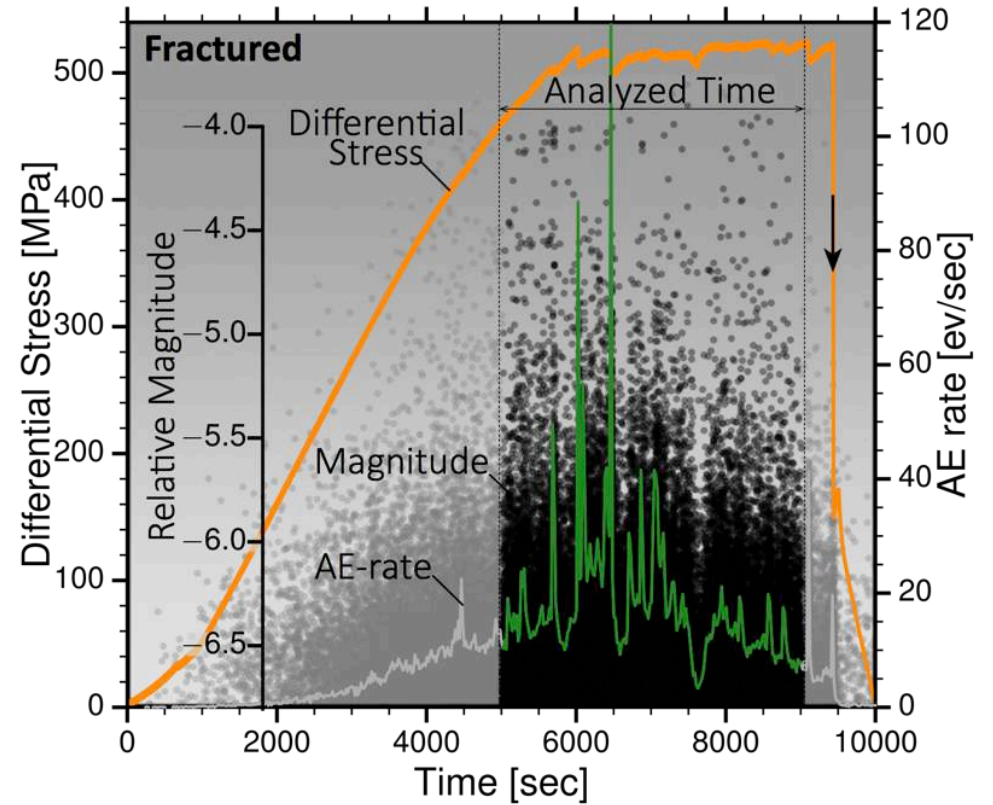 Fractured
Analyzed Time
Differential
Stress
Magnitude
AE-rate
Relative Magnitude
−4.0
−4.5
−5.0
−5.5
−6.0
−6.5
Differential Stress [MPa]
500
400
300
200
100
0
AE rate [ev/sec]
120
100
80
60
40
20
0
0 2000 4000 6000 8000 10000
Time [sec]